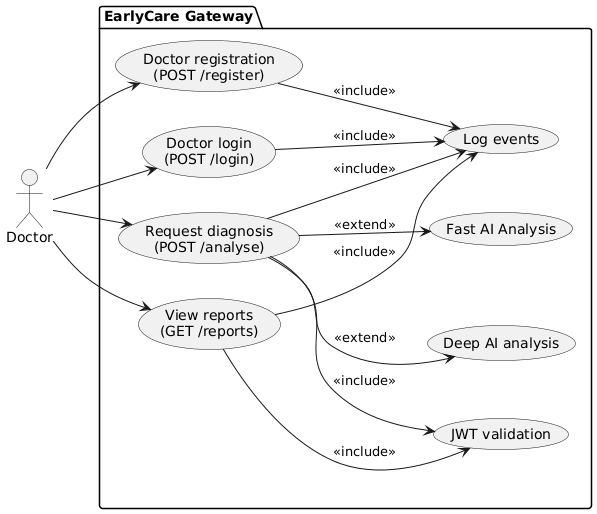 EarlyCare Gateway
Doctor registration
(POST /register)
«include»
Doctor login
(POST /login)
«include»
Log events
«include»
Doctor
Request diagnosis
(POST /analyse)
«extend»
Fast AI Analysis
«include»
View reports
(GET /reports)
«extend»
Deep AI analysis
«include»
JWT validation
«include»